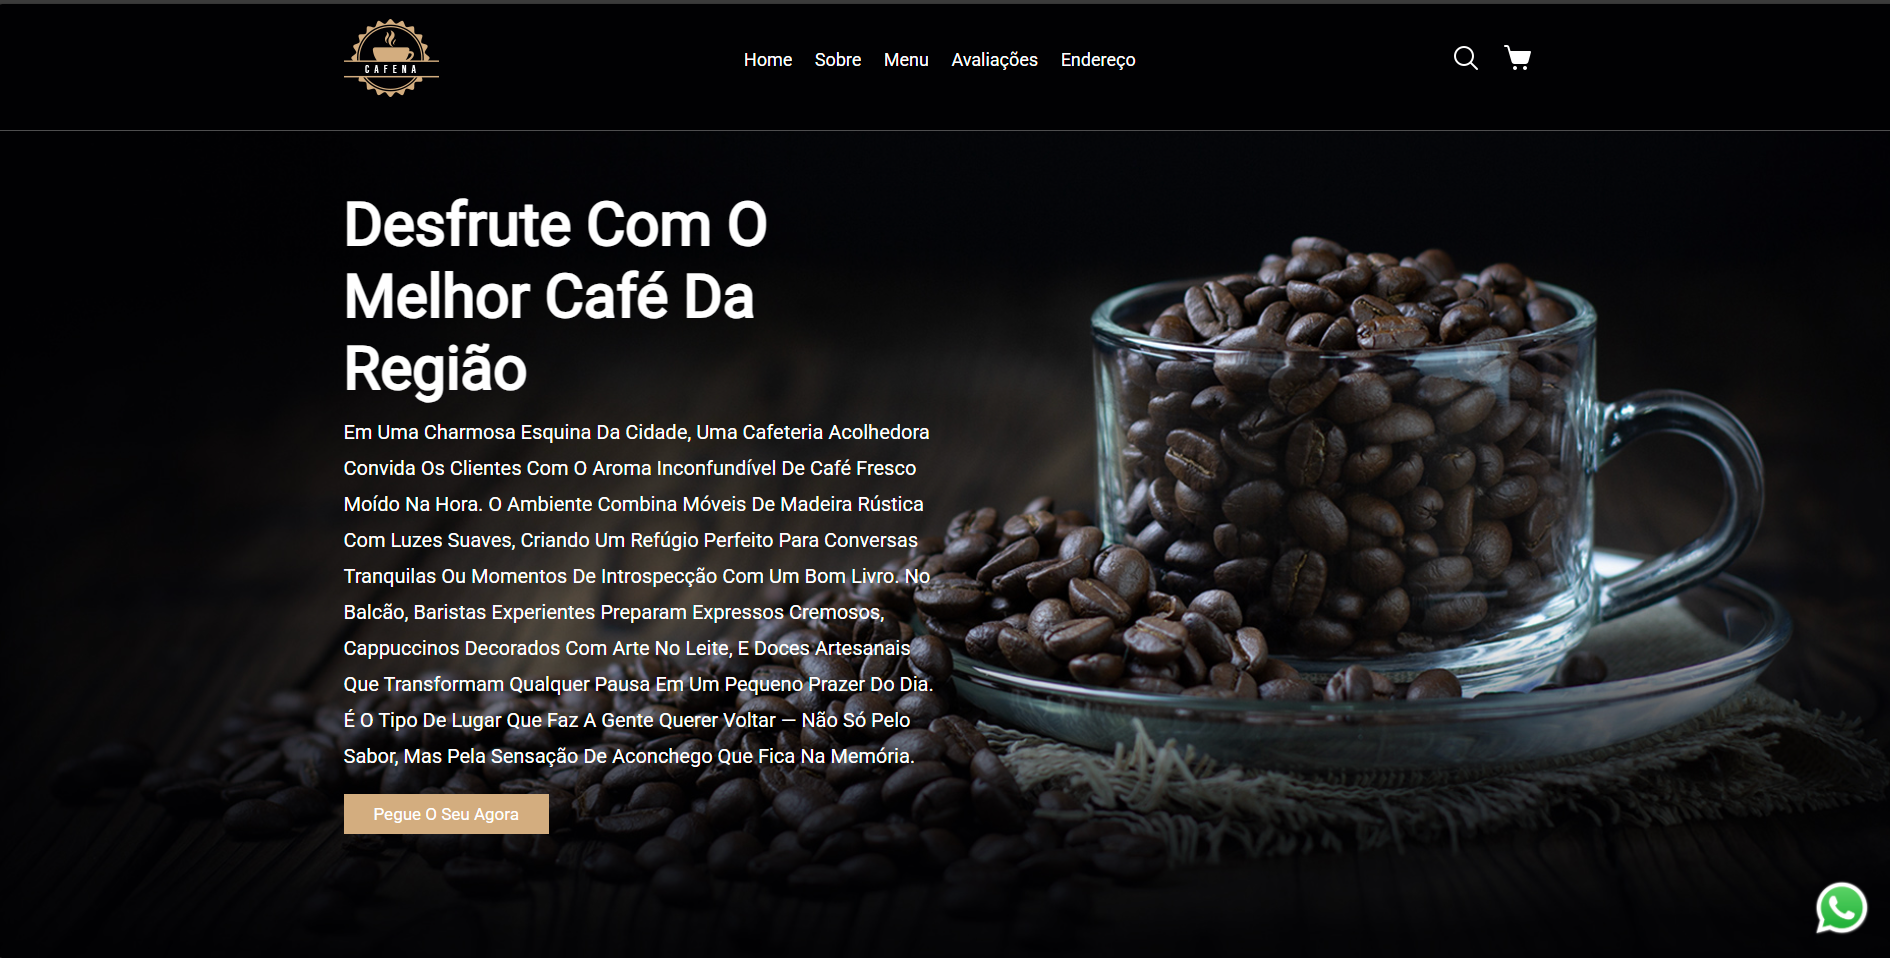 CAFENA
Home Sobre Menu Avaliações Endereço
Desfrute Com O
Melhor Café Da
Região
Em Uma Charmosa Esquina Da Cidade, Uma Cafeteria Acolhedora
Convida Os Clientes Com O Aroma Inconfundível De Café Fresco
Moído Na Hora. O Ambiente Combina Móveis De Madeira Rústica
Com Luzes Suaves, Criando Um Refúgio Perfeito Para Conversas
Tranquilas Ou Momentos De Introspecção Com Um Bom Livro. No
Balcão, Baristas Experientes Preparam Expressos Cremosos,
Cappuccinos Decorados Com Arte No Leite, E Doces Artesanais
Que Transformam Qualquer Pausa Em Um Pequeno Prazer Do Dia.
É O Tipo De Lugar Que Faz A Gente Querer Voltar — Não Só Pelo
Sabor, Mas Pela Sensação De Aconchego Que Fica Na Memória.
Pegue O Seu Agora